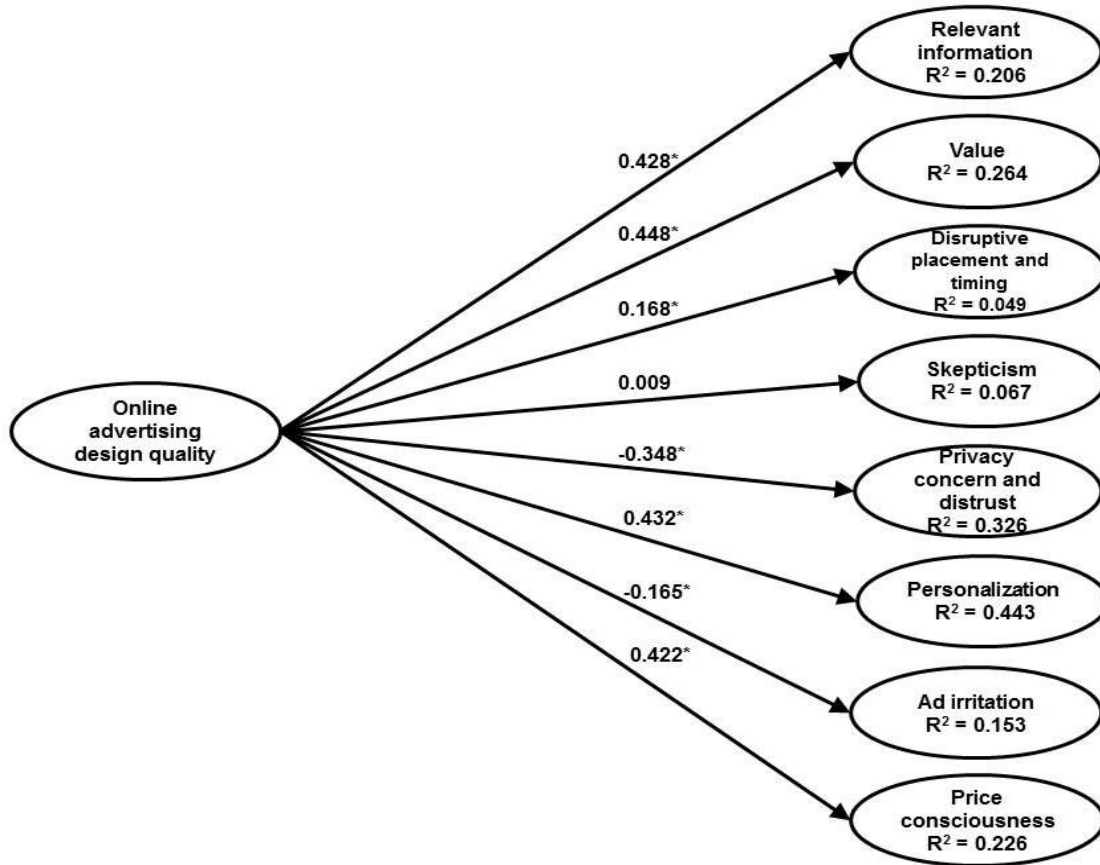 Relevant
information
R² = 0.206
0.428*
Value
R² = 0.264
0.448*
Disruptive
placement and
timing
R² = 0.049
0.168*
Skepticism
R² = 0.067
0.009
Online
advertising
design quality
Privacy
concern and
distrust
R² = 0.326
-0.348*
0.432*
Personalization
R² = 0.443
-0.165*
0.422*
Ad irritation
R² = 0.153
Price
consciousness
R² = 0.226